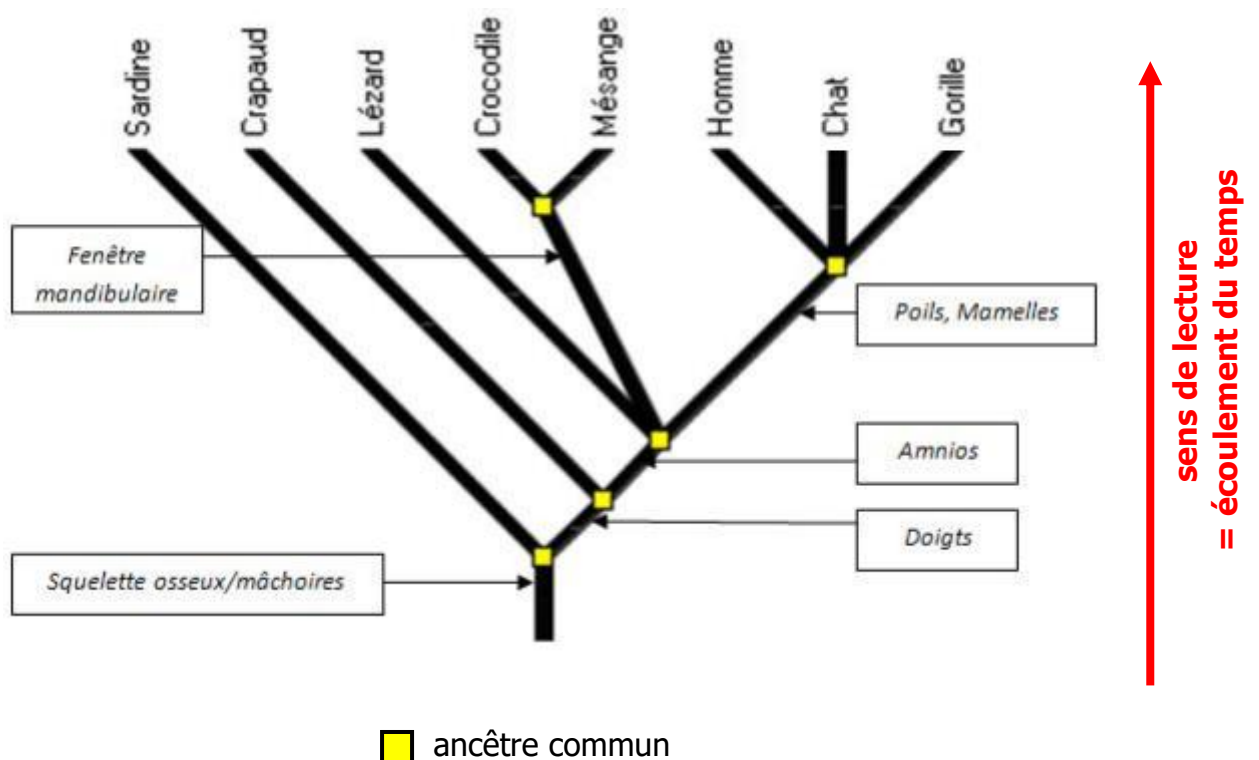 Sardine
Crapaud
Lézard
Crocodile
Mésange
Homme
Chat
Gorille
Fenêtre
mandibulaire
Poils, Mamelles
Amnios
Doigts
Squelette osseux/mâchoires
sens de lecture
= écoulement du temps
ancêtre commun